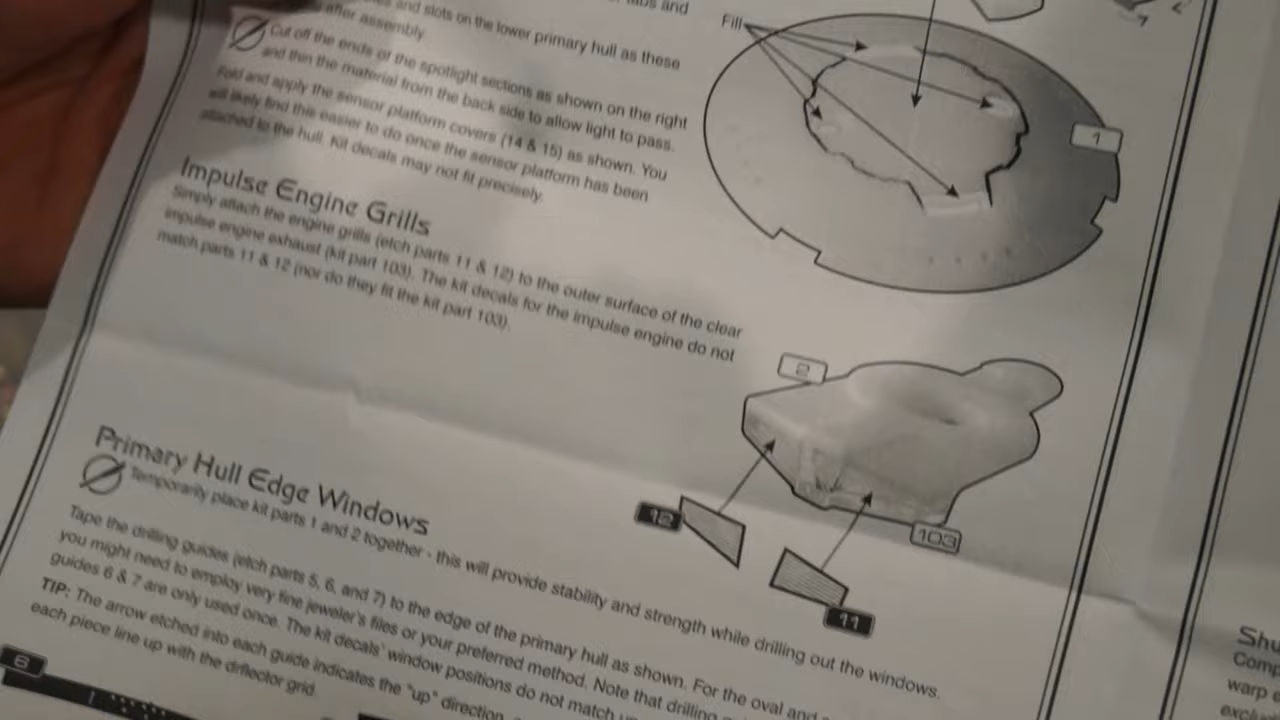 tabs and
and slots on the lower primary hull as these
after assembly.
Cut off the ends of the spotlight sections as shown on the right
and thin the material from the back side to allow light to pass.
Fold and apply the sensor platform covers (14 & 15) as shown. You
will likely find this easier to do once the sensor platform has been
attached to the hull. Kit decals may not fit precisely.
Impulse Engine Grills
Simply attach the engine grills (etch parts 11 & 12) to the outer surface of the clear
impulse engine exhaust (kit part 103). The kit decals for the impulse engine do not
match parts 11 & 12 (nor do they fit the kit part 103).
Fill
1
2
12
103
11
Primary Hull Edge Windows
Temporarily place kit parts 1 and 2 together - this will provide stability and strength while drilling out the windows.
Tape the drilling guides (etch parts 5, 6, and 7) to the edge of the primary hull as shown. For the oval and
you might need to employ very fine jeweler's files or your preferred method. Note that drilling
guides 6 & 7 are only used once. The kit decals' window positions do not match
TIP: The arrow etched into each guide indicates the "up" direction.
each piece line up with the driflector grid.
6
Shu
Comp
warp
exclu